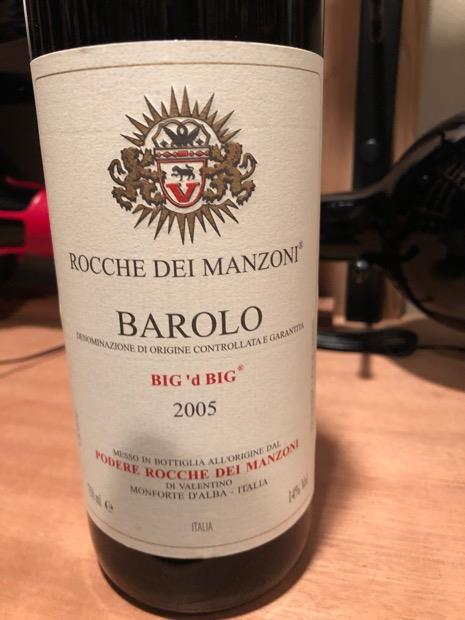 V
ROCCHE DEI MANZONI®
BAROLO
DENOMINAZIONE DI ORIGINE CONTROLLATA E GARANTITA
BIG 'd BIG®
2005
MESSO IN BOTTIGLIA ALL'ORIGINE DAL
PODERE ROCCHE DEI MANZONI
DI VALENTINO
MONFORTE D'ALBA - ITALIA
ml e
14% Vol
ITALIA